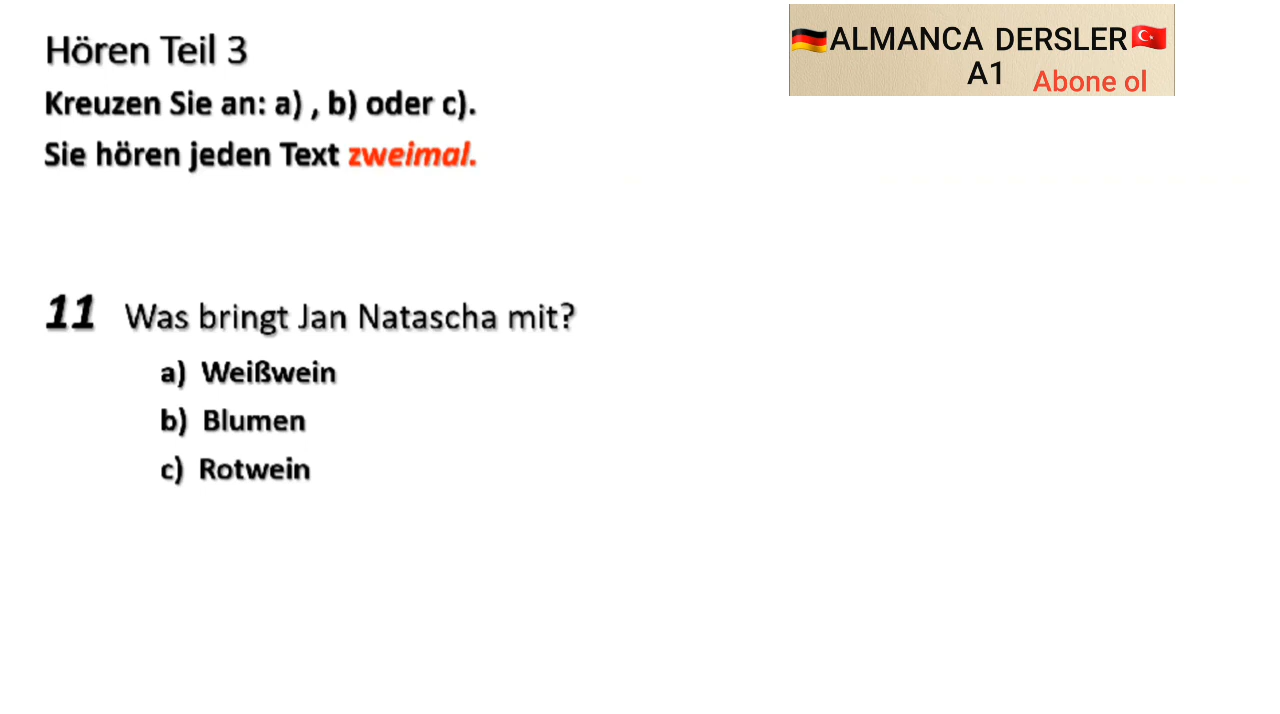 Hören Teil 3
Kreuzen Sie an: a) , b) oder c).
Sie hören jeden Text zweimal.
ALMANCA DERSLER
A1 Abone ol
11 Was bringt Jan Natascha mit?
a) Weißwein
b) Blumen
c) Rotwein